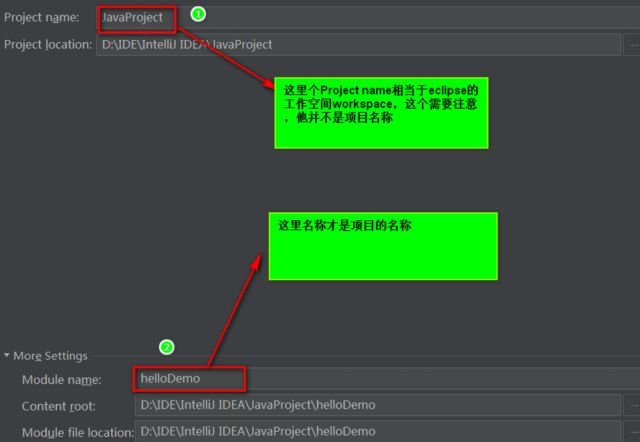 Project name: JavaProject
1
Project location: D:\IDE\IntelliJ IDEA\JavaProject ...
这里个Project name相当于eclipse的
工作空间workspace，这个需要注意
，他并不是项目名称
这里名称才是项目的名称
2
More Settings
Module name: helloDemo
Content root: D:\IDE\IntelliJ IDEA\JavaProject\helloDemo ...
Module file location: D:\IDE\IntelliJ IDEA\JavaProject\helloDemo ...